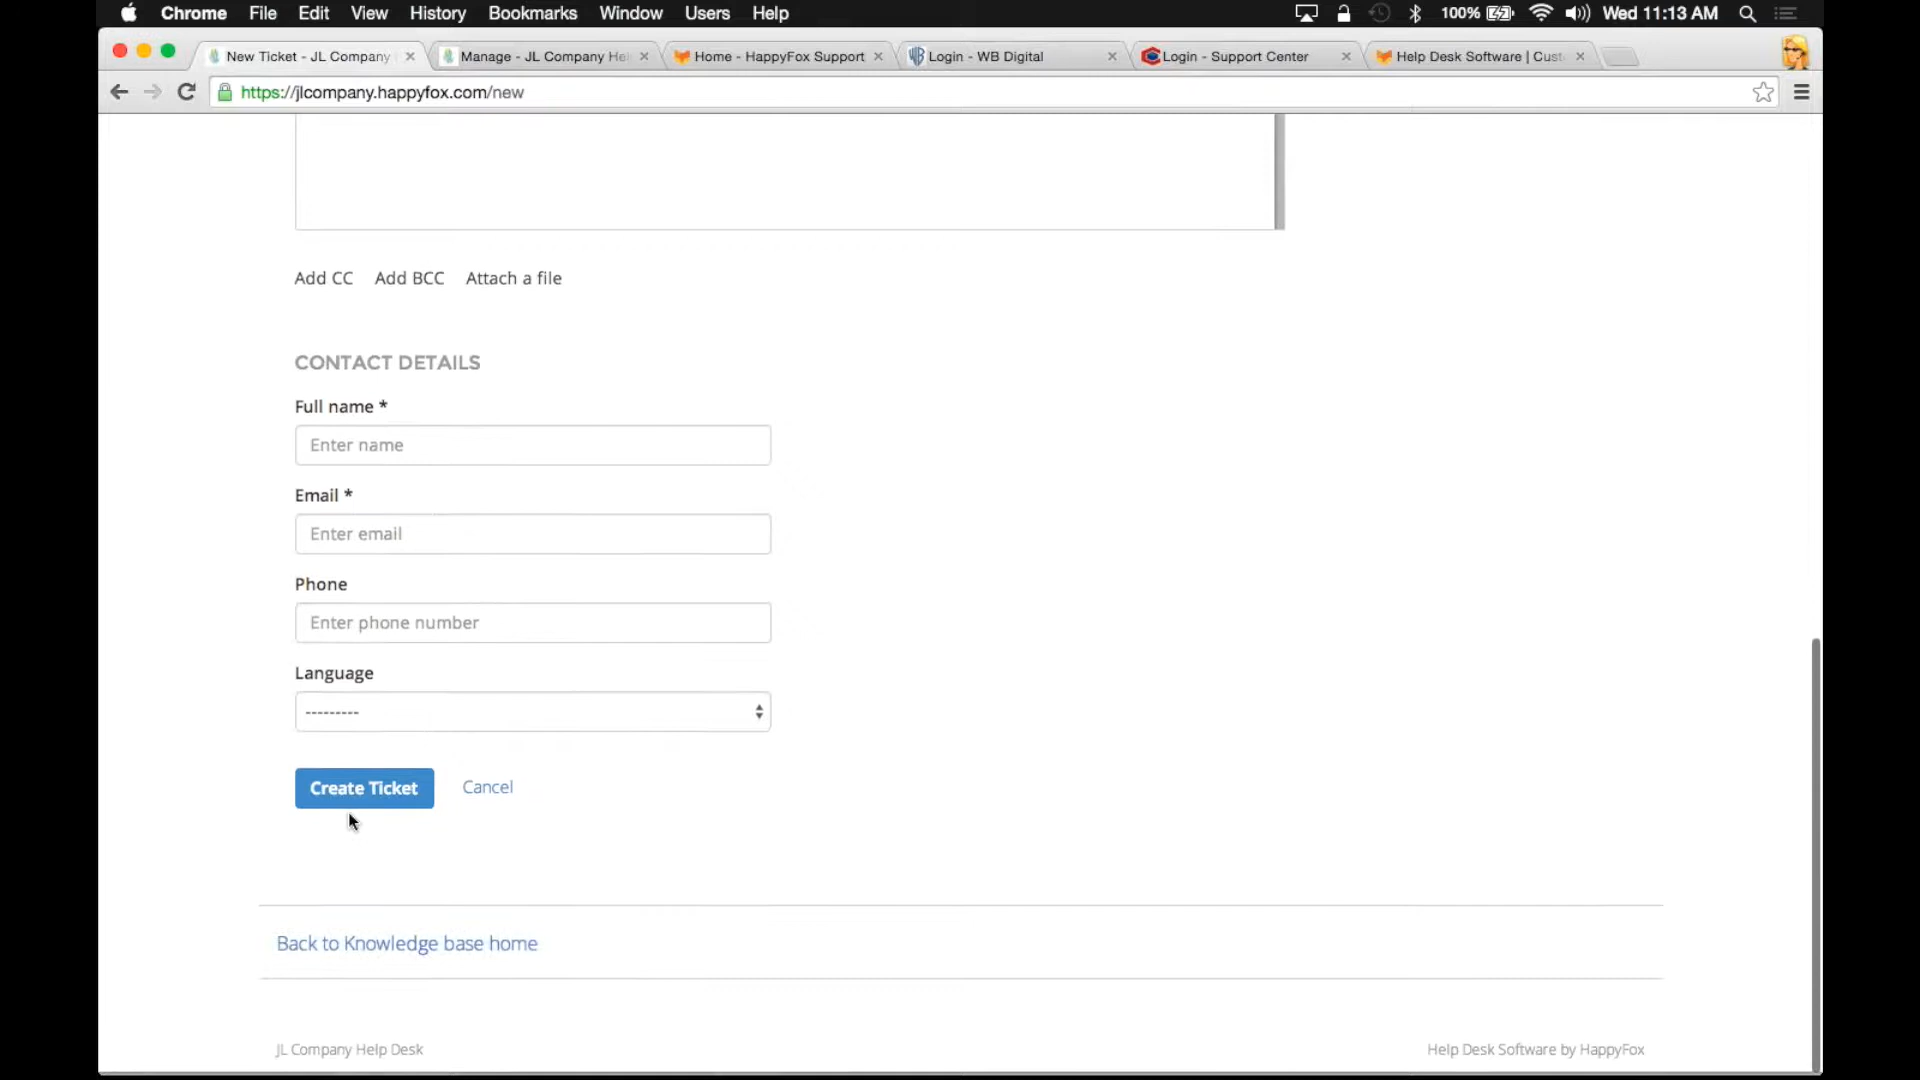 Chrome File Edit View History Bookmarks Window Users Help 100% Wed 11:13 AM
New Ticket - JL Company Manage - JL Company He Home - HappyFox Support Login - WB Digital Login - Support Center Help Desk Software | Cust
https://jlcompany.happyfox.com/new
Add CC Add BCC Attach a file
CONTACT DETAILS
Full name *
Enter name
Email *
Enter email
Phone
Enter phone number
Language
---------
Create Ticket Cancel
Back to Knowledge base home
JL Company Help Desk Help Desk Software by HappyFox